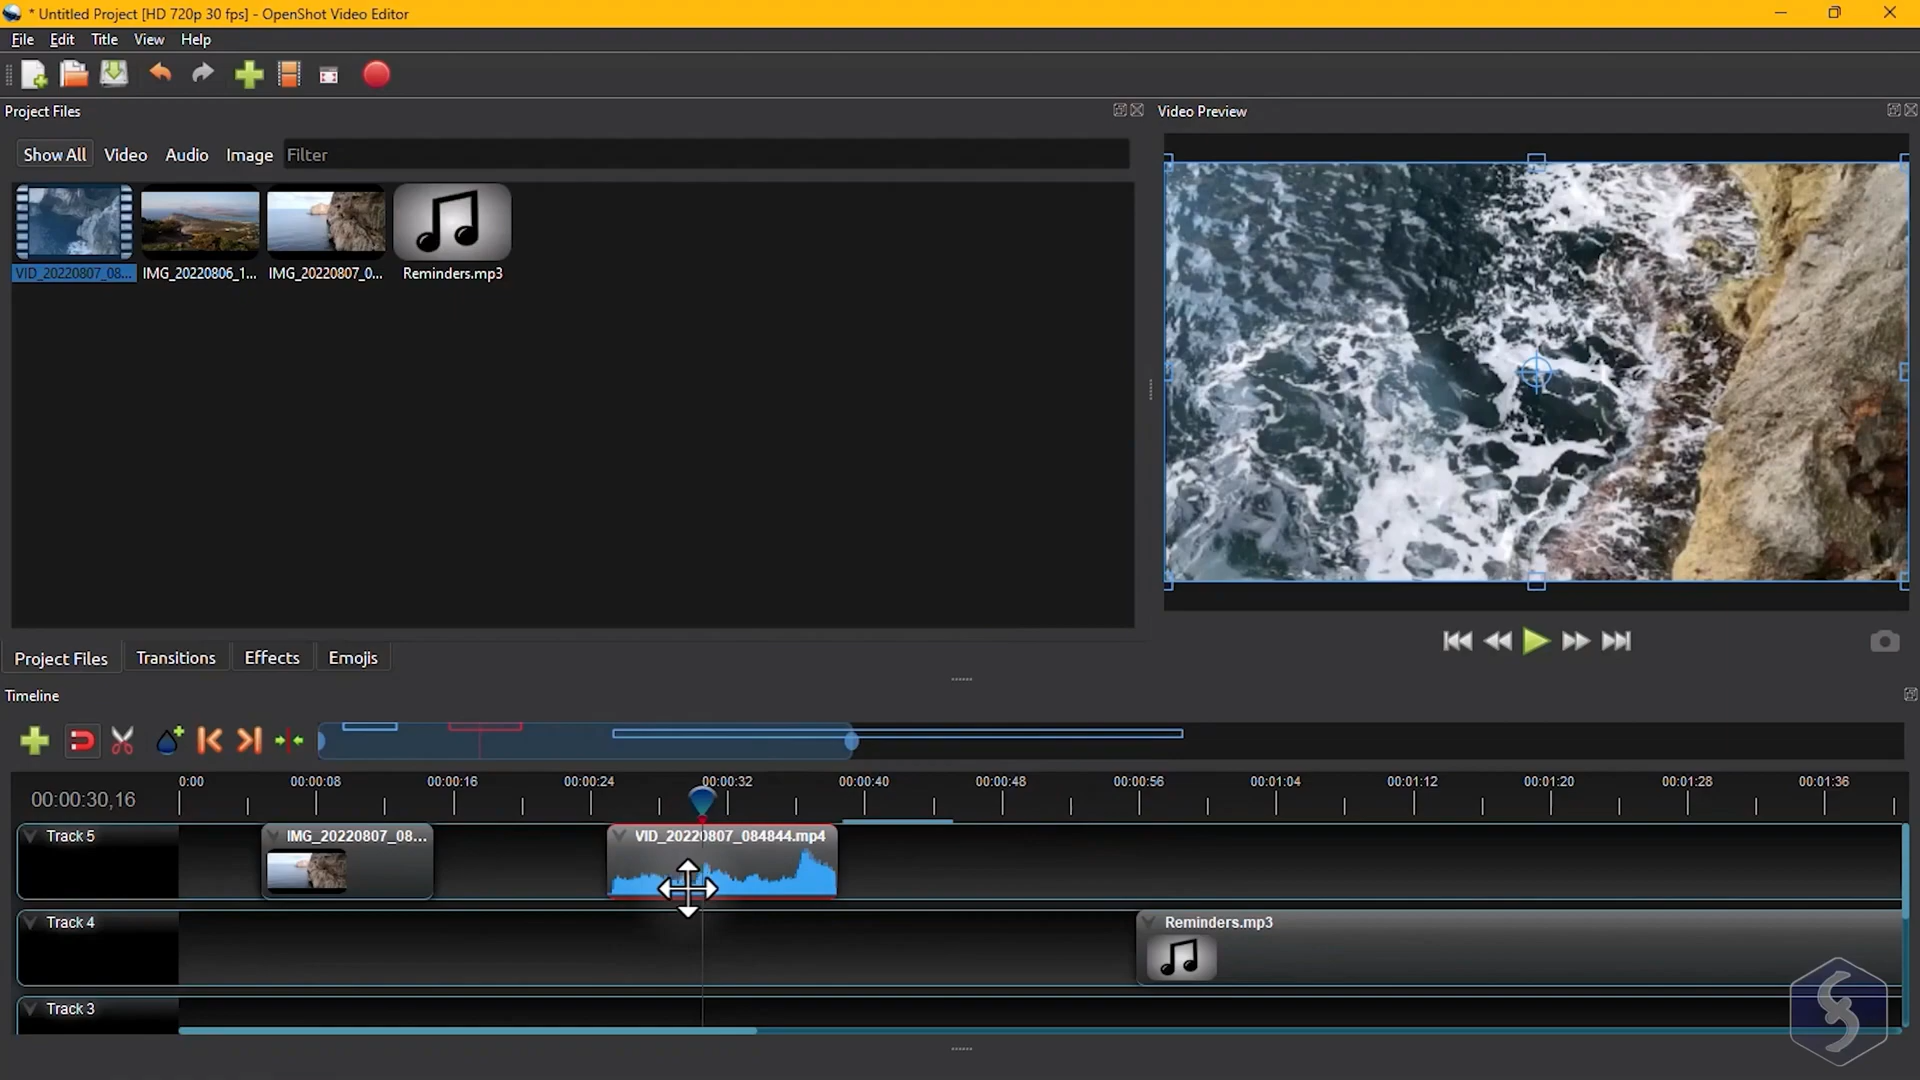 * Untitled Project [HD 720p 30 fps] - OpenShot Video Editor
File Edit Title View Help
Project Files
Video Preview
Show All Video Audio Image Filter
VID_20220807_08... IMG_20220806_1... IMG_20220807_0... Reminders.mp3
Project Files Transitions Effects Emojis
Timeline
00:00:30,16
0:00 00:00:08 00:00:16 00:00:24 00:00:32 00:00:40 00:00:48 00:00:56 00:01:04 00:01:12 00:01:20 00:01:28 00:01:36
Track 5 IMG_20220807_08... VID_20220807_084844.mp4
Track 4 Reminders.mp3
Track 3